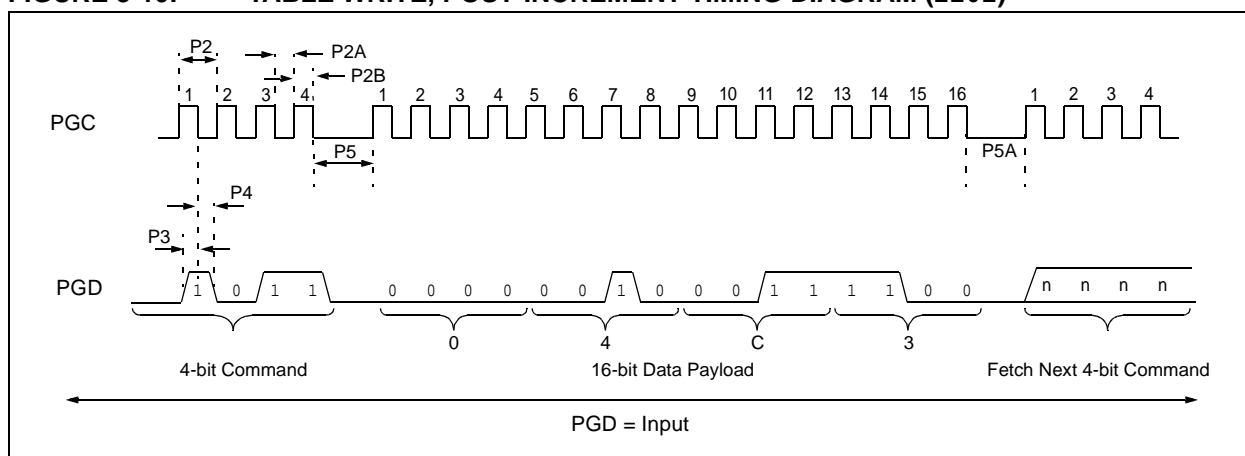 FIGURE TABLE WRITE, POST-INCREMENT TIMING DIAGRAM (1101)
P2 P2A
P2B
1 2 3 4 1 2 3 4 5 6 7 8 9 10 11 12 13 14 15 16 1 2 3 4
PGC
P5 P5A
P4
P3
PGD 1 0 1 1 0 0 0 0 0 0 1 0 0 0 1 1 1 1 0 0 n n n n
0 4 C 3
4-bit Command 16-bit Data Payload Fetch Next 4-bit Command
PGD = Input